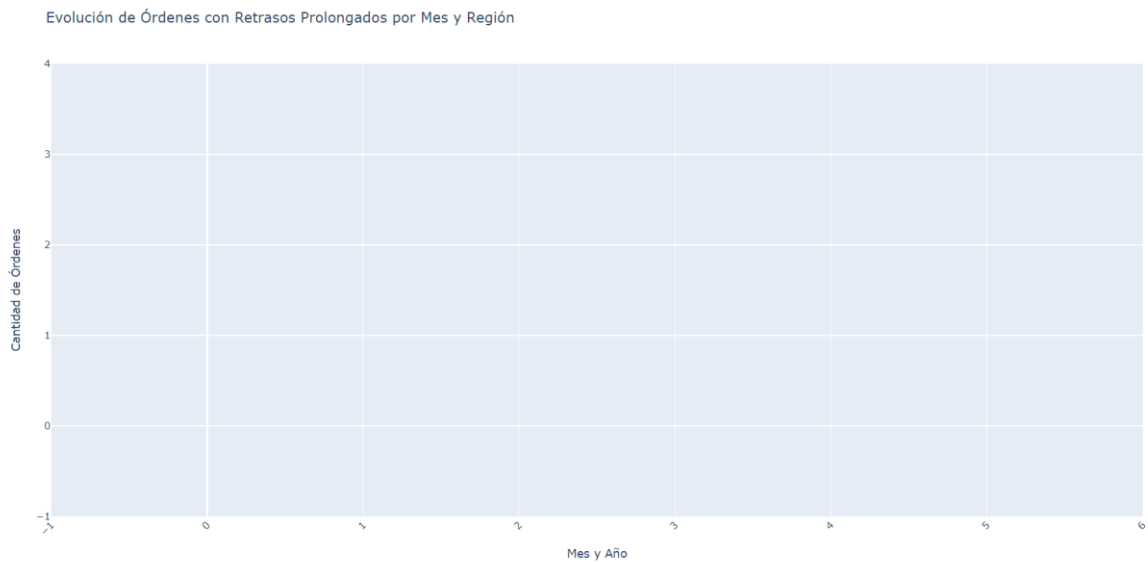 Evolución de Órdenes con Retrasos Prolongados por Mes y Región
4
3
2
1
0
−1
Cantidad de Órdenes
−1 0 1 2 3 4 5 6
Mes y Año